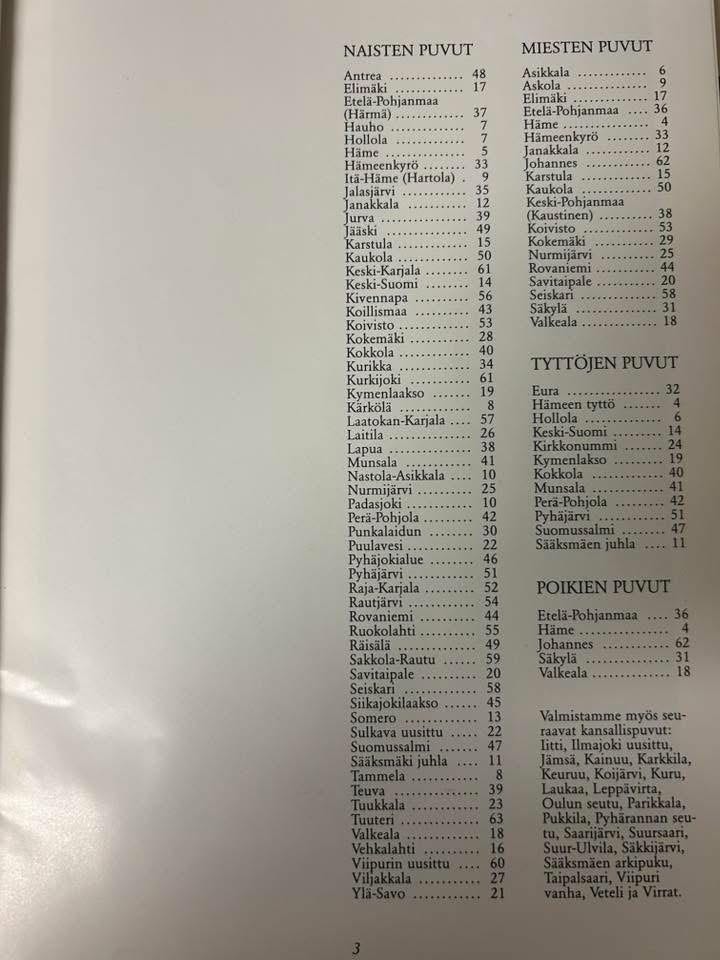 NAISTEN PUVUT
Antrea ............. 48
Elimäki ............ 17
Etelä-Pohjanmaa
(Härmä) ............ 37
Hauho ............. 7
Hollola ............ 7
Häme .............. 5
Hämeenkyrö ........ 33
Itä-Häme (Hartola) . 9
Jalasjärvi ........... 35
Janakkala .......... 12
Jurva ............... 39
Jääski .............. 49
Karstula ............ 15
Kaukola ............ 50
Keski-Karjala ....... 61
Keski-Suomi ....... 14
Kivennapa ......... 56
Koillismaa .......... 43
Koivisto ............ 53
Kokemäki .......... 28
Kokkola ............ 40
Kurikka ............ 34
Kurkijoki .......... 61
Kymenlaakso ....... 19
Kärkölä ............ 8
Laatokan-Karjala .... 57
Laitila .............. 26
Lapua .............. 38
Munsala ........... 41
Nastola-Asikkala .... 10
Nurmijärvi ......... 25
Padasjoki .......... 10
Perä-Pohjola ........ 42
Punkalaidun ....... 30
Puulavesi .......... 22
Pyhäjokialue ....... 46
Pyhäjärvi ........... 51
Raja-Karjala ........ 52
Rautjärvi ........... 54
Rovaniemi ......... 44
Ruokolahti ......... 55
Räisälä ............. 49
Sakkola-Rautu ...... 59
Savitaipale .......... 20
Seiskari ............ 58
Siikajokilaakso ...... 45
Somero ............ 13
Sulkava uusittu ..... 22
Suomussalmi ....... 47
Sääksmäki juhla .... 11
Tammela ........... 8
Teuva .............. 39
Tuukkala .......... 23
Tuuteri ............. 63
Valkeala ............ 18
Vehkalahti ......... 16
Viipurin uusittu .... 60
Viljakkala .......... 27
Ylä-Savo ........... 21
MIESTEN PUVUT
Asikkala ............ 6
Askola .............. 9
Elimäki ............. 17
Etelä-Pohjanmaa .... 36
Häme ............... 4
Hämeenkyrö ........ 33
Janakkala ........... 12
Johannes ............ 62
Karstula ............ 15
Kaukola ............ 50
Keski-Pohjanmaa
(Kaustinen) .......... 38
Koivisto ............ 53
Kokemäki .......... 29
Nurmijärvi ......... 25
Rovaniemi .......... 44
Savitaipale .......... 20
Seiskari ............. 58
Säkylä .............. 31
Valkeala ............. 18
TYTTÖJEN PUVUT
Eura ................ 32
Hämeen tyttö ....... 4
Hollola ............. 6
Keski-Suomi ........ 14
Kirkkonummi ....... 24
Kymenlakso ........ 19
Kokkola ............ 40
Munsala ............ 41
Perä-Pohjola ........ 42
Pyhäjärvi ........... 51
Suomussalmi ........ 47
Sääksmäen juhla .... 11
POIKIEN PUVUT
Etelä-Pohjanmaa .... 36
Häme ............... 4
Johannes ............ 62
Säkylä .............. 31
Valkeala ............. 18
Valmistamme myös seu-
raavat kansallispuvut:
Iitti, Ilmajoki uusittu,
Jämsä, Kainuu, Karkkila,
Keuruu, Koijärvi, Kuru,
Laukaa, Leppävirta,
Oulun seutu, Parikkala,
Pukkila, Pyhärannan seu-
tu, Saarijärvi, Suursaari,
Suur-Ulvila, Säkkijärvi,
Sääksmäen arkipuku,
Taipalsaari, Viipuri
vanha, Veteli ja Virrat.
3